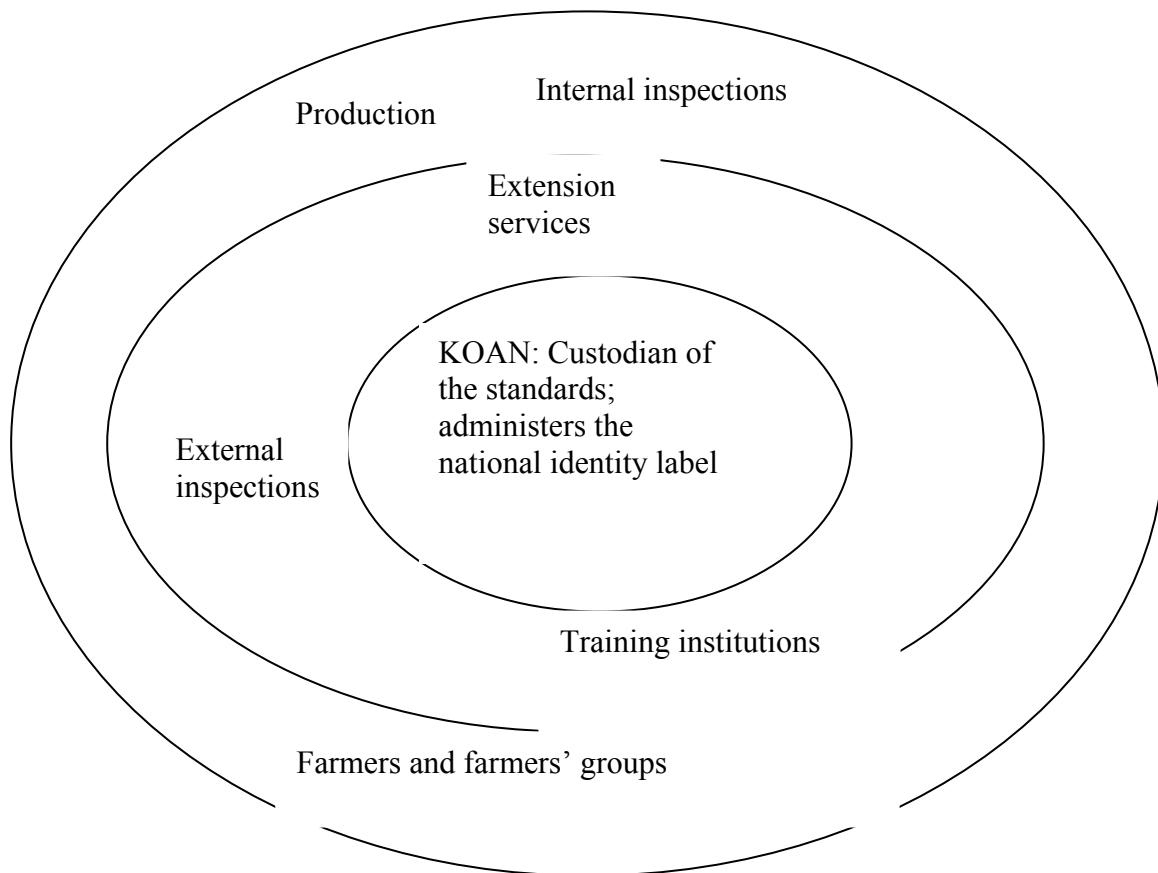 Internal inspections
Production
Extension
services
KOAN: Custodian of
the standards;
administers the
national identity label
External
inspections
Training institutions
Farmers and farmers’ groups